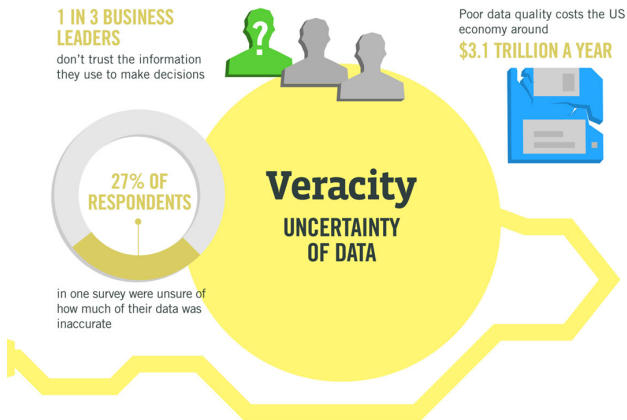 1 IN 3 BUSINESS
LEADERS
don't trust the information
they use to make decisions
?
Poor data quality costs the US
economy around
$3.1 TRILLION A YEAR
27% OF
RESPONDENTS
in one survey were unsure of
how much of their data was
inaccurate
Veracity
UNCERTAINTY
OF DATA